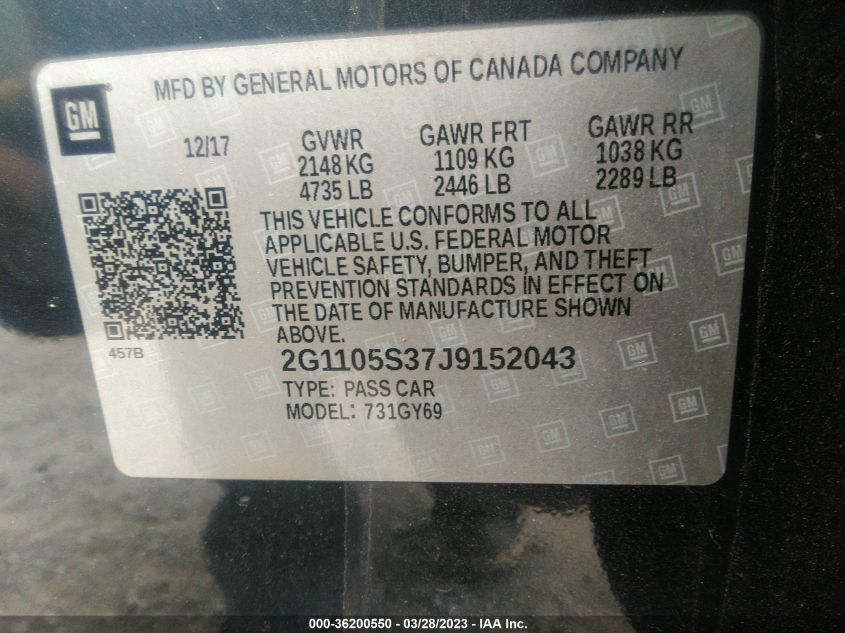 MFD BY GENERAL MOTORS OF CANADA COMPANY
GM
12/17
GVWR
2148 KG
4735 LB
GAWR FRT
1109 KG
2446 LB
GAWR RR
1038 KG
2289 LB
THIS VEHICLE CONFORMS TO ALL
APPLICABLE U.S. FEDERAL MOTOR
VEHICLE SAFETY, BUMPER, AND THEFT
PREVENTION STANDARDS IN EFFECT ON
THE DATE OF MANUFACTURE SHOWN
ABOVE.
457B
2G1105S37J9152043
TYPE: PASS CAR
MODEL: 731GY69
000-36200550 — 03/28/2023 — IAA Inc.